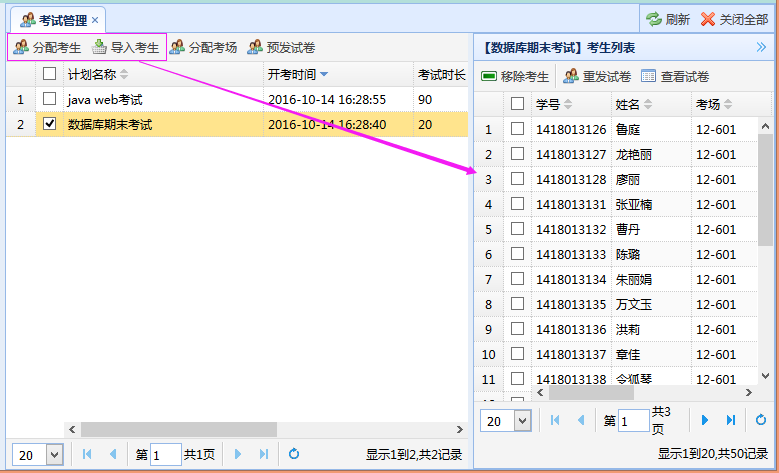 考试管理 ×
刷新 关闭全部
分配考生 导入考生 分配考场 预发试卷
计划名称 开考时间 考试时长
1 java web考试 2016-10-14 16:28:55 90
2 数据库期末考试 2016-10-14 16:28:40 20
20 第 1 共1页 显示1到2,共2记录
【数据库期末考试】考生列表
移除考生 重发试卷 查看试卷
学号 姓名 考场
1 1418013126 鲁庭 12-601
2 1418013127 龙艳丽 12-601
3 1418013128 廖丽 12-601
4 1418013131 张亚楠 12-601
5 1418013132 曹丹 12-601
6 1418013133 陈璐 12-601
7 1418013134 朱丽娟 12-601
8 1418013135 万文玉 12-601
9 1418013136 洪莉 12-601
10 1418013137 章佳 12-601
11 1418013138 令狐琴 12-601
20 第 1 共3页
显示1到20,共50记录